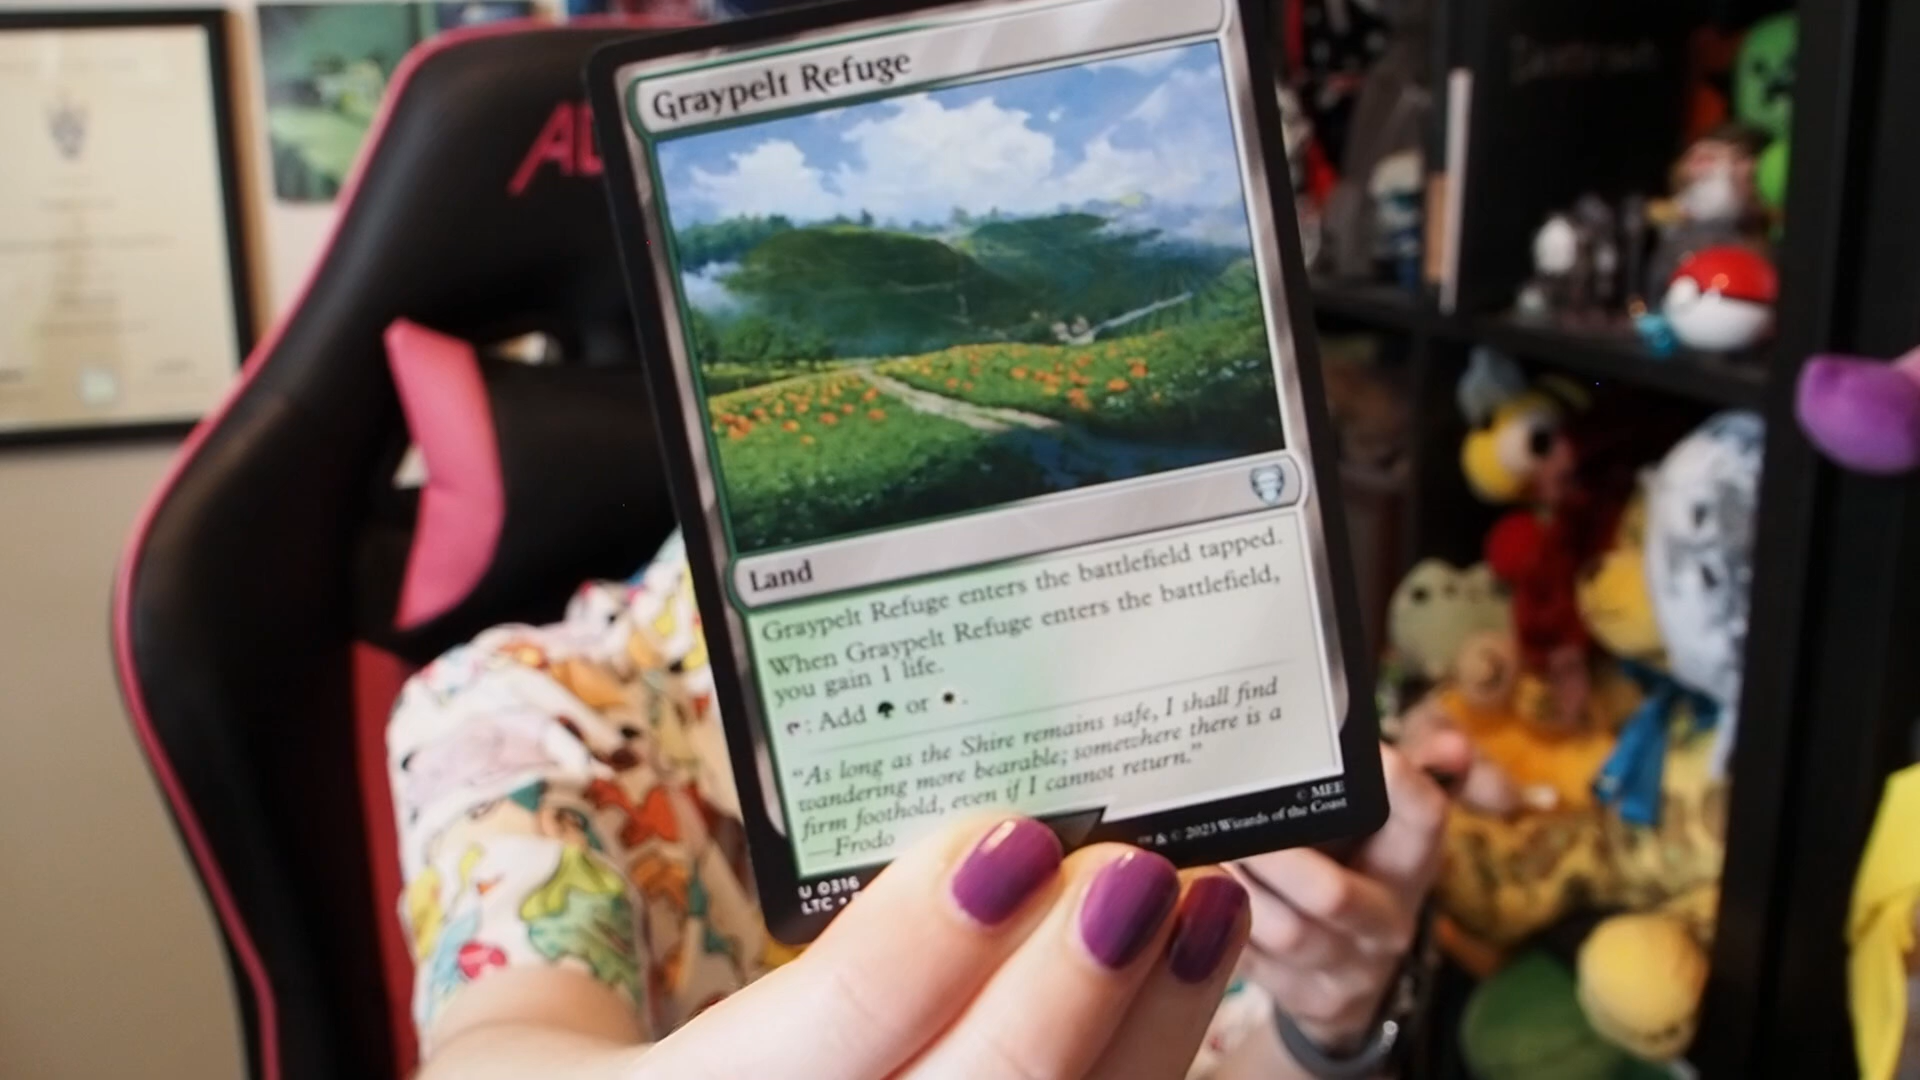 Graypelt Refuge
Land
Graypelt Refuge enters the battlefield tapped.
When Graypelt Refuge enters the battlefield,
you gain 1 life.
: Add or .
"As long as the Shire remains safe, I shall find
wandering more bearable; somewhere there is a
firm foothold, even if I cannot return."
—Frodo
U 0316
LTC •
© MEE
™ & © 2023 Wizards of the Coast